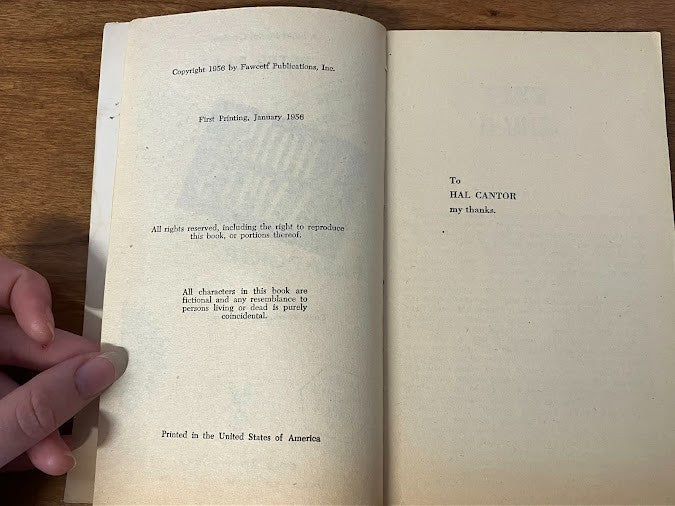 Copyright 1956 by Fawcett Publications, Inc.
First Printing, January 1956
All rights reserved, including the right to reproduce
this book, or portions thereof.
All characters in this book are
fictional and any resemblance to
persons living or dead is purely
coincidental.
Printed in the United States of America
To
HAL CANTOR
my thanks.